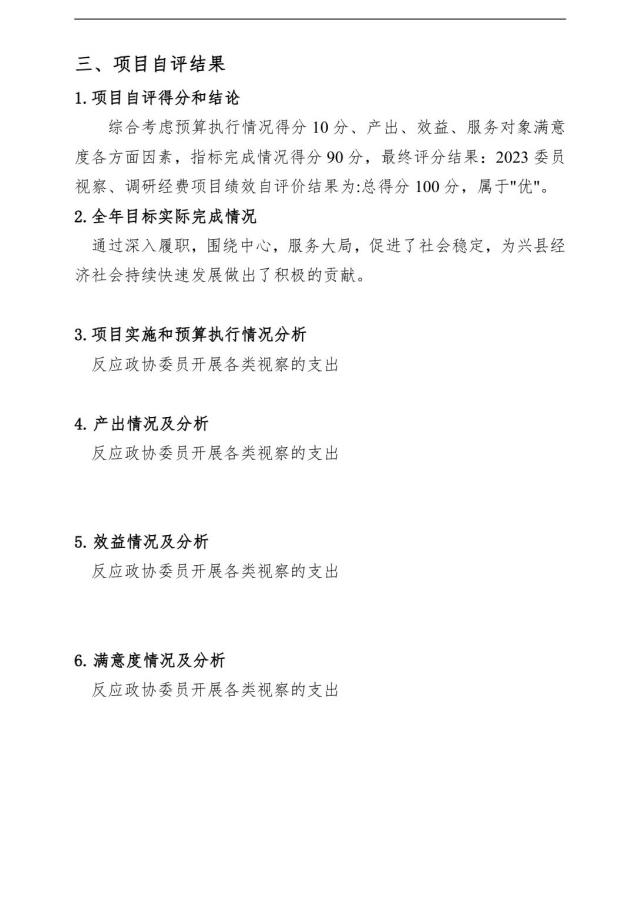 三、项目自评结果
1.项目自评得分和结论
综合考虑预算执行情况得分 10 分、产出、效益、服务对象满意
度各方面因素，指标完成情况得分 90 分，最终评分结果：2023 委员
视察、调研经费项目绩效自评价结果为:总得分 100 分，属于"优"。
2.全年目标实际完成情况
通过深入履职，围绕中心，服务大局，促进了社会稳定，为兴县经
济社会持续快速发展做出了积极的贡献。
3.项目实施和预算执行情况分析
反应政协委员开展各类视察的支出
4.产出情况及分析
反应政协委员开展各类视察的支出
5.效益情况及分析
反应政协委员开展各类视察的支出
6.满意度情况及分析
反应政协委员开展各类视察的支出